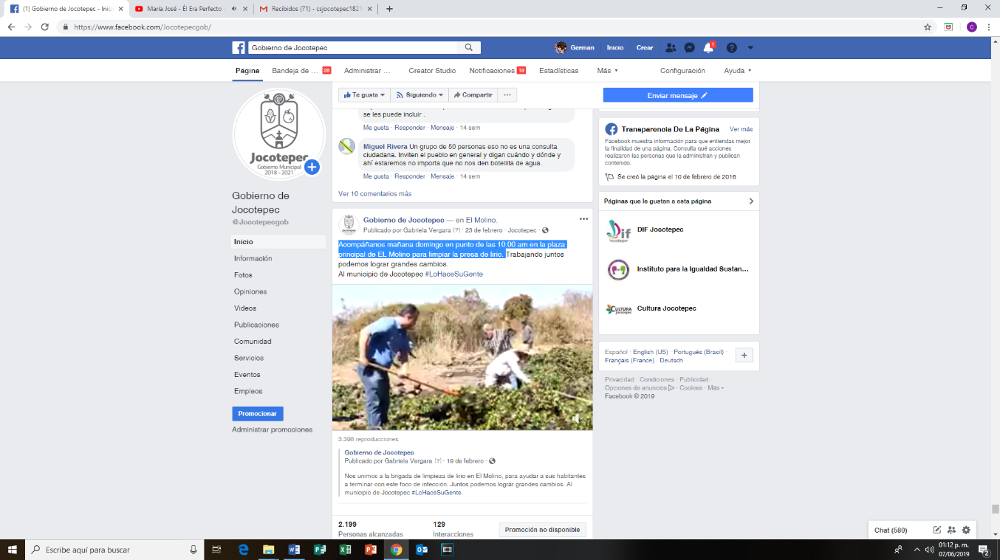 (1) Gobierno de Jocotepec - Inici
María José - Él Era Perfecto -
Recibidos (71) - csjocotepec1821
https://www.facebook.com/Jocotepecgob/
C
Gobierno de Jocotepec
German
Inicio
Crear
1
Página
Bandeja de ... 28
Administrar ...
Creator Studio
Notificaciones 19
Estadísticas
Más
Configuración
Ayuda
Jocotepec
Gobierno Municipal
2018 - 2021
Gobierno de
Jocotepec
@Jocotepecgob
Inicio
Información
Fotos
Opiniones
Videos
Publicaciones
Comunidad
Servicios
Eventos
Empleos
Promocionar
Administrar promociones
Te gusta
Siguiendo
Compartir
...
Enviar mensaje
se les puede incluir .
Me gusta · Responder · Mensaje · 14 sem
Miguel Rivera Un grupo de 50 personas eso no es una consulta
ciudadana. Inviten el pueblo en general y digan cuándo y dónde y
ahí estaremos no importa que no nos den botellita de agua.
Me gusta · Responder · Mensaje · 14 sem
Ver 10 comentarios más
Gobierno de Jocotepec — en El Molino.
Publicado por Gabriela Vergara [?] · 23 de febrero · Jocotepec ·
Acompáñanos mañana domingo en punto de las 10:00 am en la plaza
principal de EL Molino para limpiar la presa de lirio. Trabajando juntos
podemos lograr grandes cambios.
Al municipio de Jocotepec #LoHaceSuGente
3.398 reproducciones
Gobierno de Jocotepec
Publicado por Gabriela Vergara [?] · 19 de febrero ·
Nos unimos a la brigada de limpieza de lirio en El Molino, para ayudar a sus habitantes
a terminar con este foco de infección. Juntos podemos lograr grandes cambios. Al
municipio de Jocotepec #LoHaceSuGente
2.199
Personas alcanzadas
129
Interacciones
Promoción no disponible
Transparencia De La Página
Ver más
Facebook muestra información para que entiendas mejor
la finalidad de una página. Consulta qué acciones
realizaron las personas que la administran y publican
contenido.
Se creó la página el 10 de febrero de 2016
Páginas que le gustan a esta página
Dif
Jocotepec
DIF Jocotepec
Instituto para la Igualdad Sustan...
CULTURA
Jocotepec
Cultura Jocotepec
Español · English (US) · Português (Brasil) ·
Français (France) · Deutsch
+
Privacidad · Condiciones · Publicidad ·
Opciones de anuncios · Cookies · Más
Facebook © 2019
Chat (580)
Escribe aquí para buscar
01:12 p. m.
07/06/2019
2